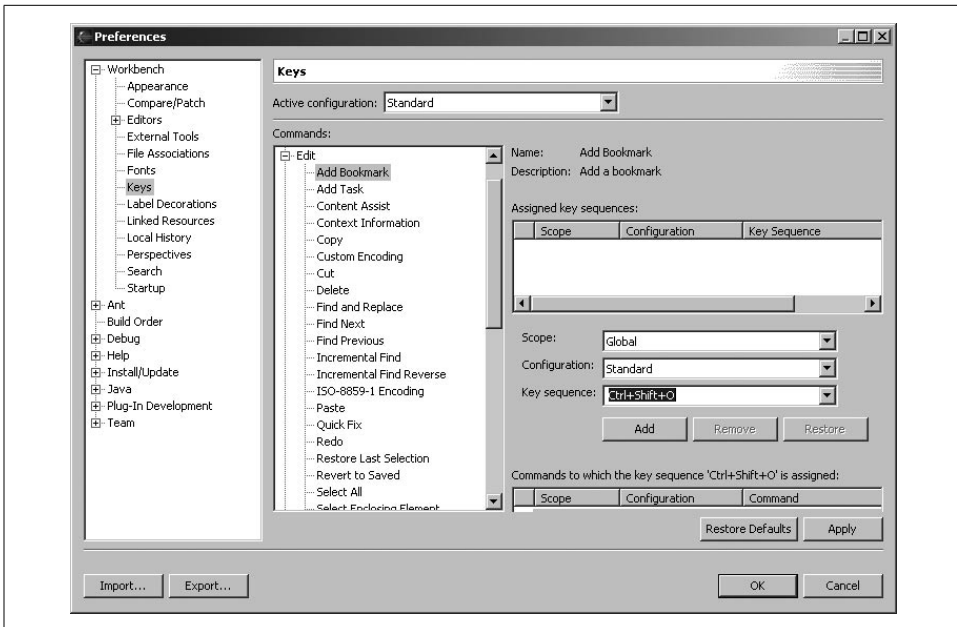 Preferences
Workbench
Appearance
Compare/Patch
Editors
External Tools
File Associations
Fonts
Keys
Label Decorations
Linked Resources
Local History
Perspectives
Search
Startup
Ant
Build Order
Debug
Help
Install/Update
Java
Plug-In Development
Team
Keys
Active configuration: Standard
Commands:
Edit
Add Bookmark
Add Task
Content Assist
Context Information
Copy
Custom Encoding
Cut
Delete
Find and Replace
Find Next
Find Previous
Incremental Find
Incremental Find Reverse
ISO-8859-1 Encoding
Paste
Quick Fix
Redo
Restore Last Selection
Revert to Saved
Select All
Select Enclosing Element
Name: Add Bookmark
Description: Add a bookmark
Assigned key sequences:
Scope Configuration Key Sequence
Scope: Global
Configuration: Standard
Key sequence: Ctrl+Shift+O
Add Remove Restore
Commands to which the key sequence 'Ctrl+Shift+O' is assigned:
Scope Configuration Command
Restore Defaults Apply
Import... Export... OK Cancel